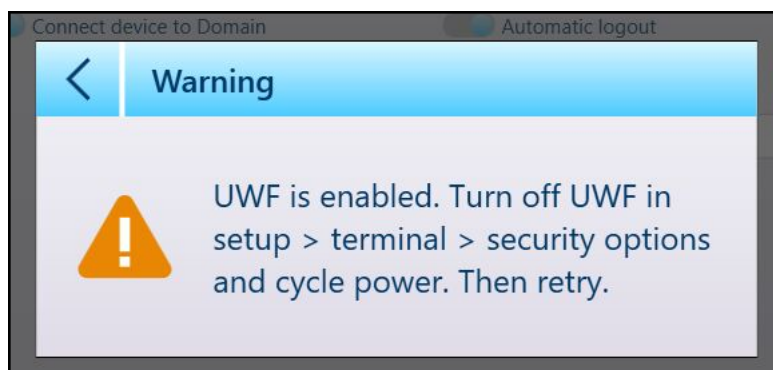 Connect device to Domain Automatic logout
Warning
UWF is enabled. Turn off UWF in
setup > terminal > security options
and cycle power. Then retry.